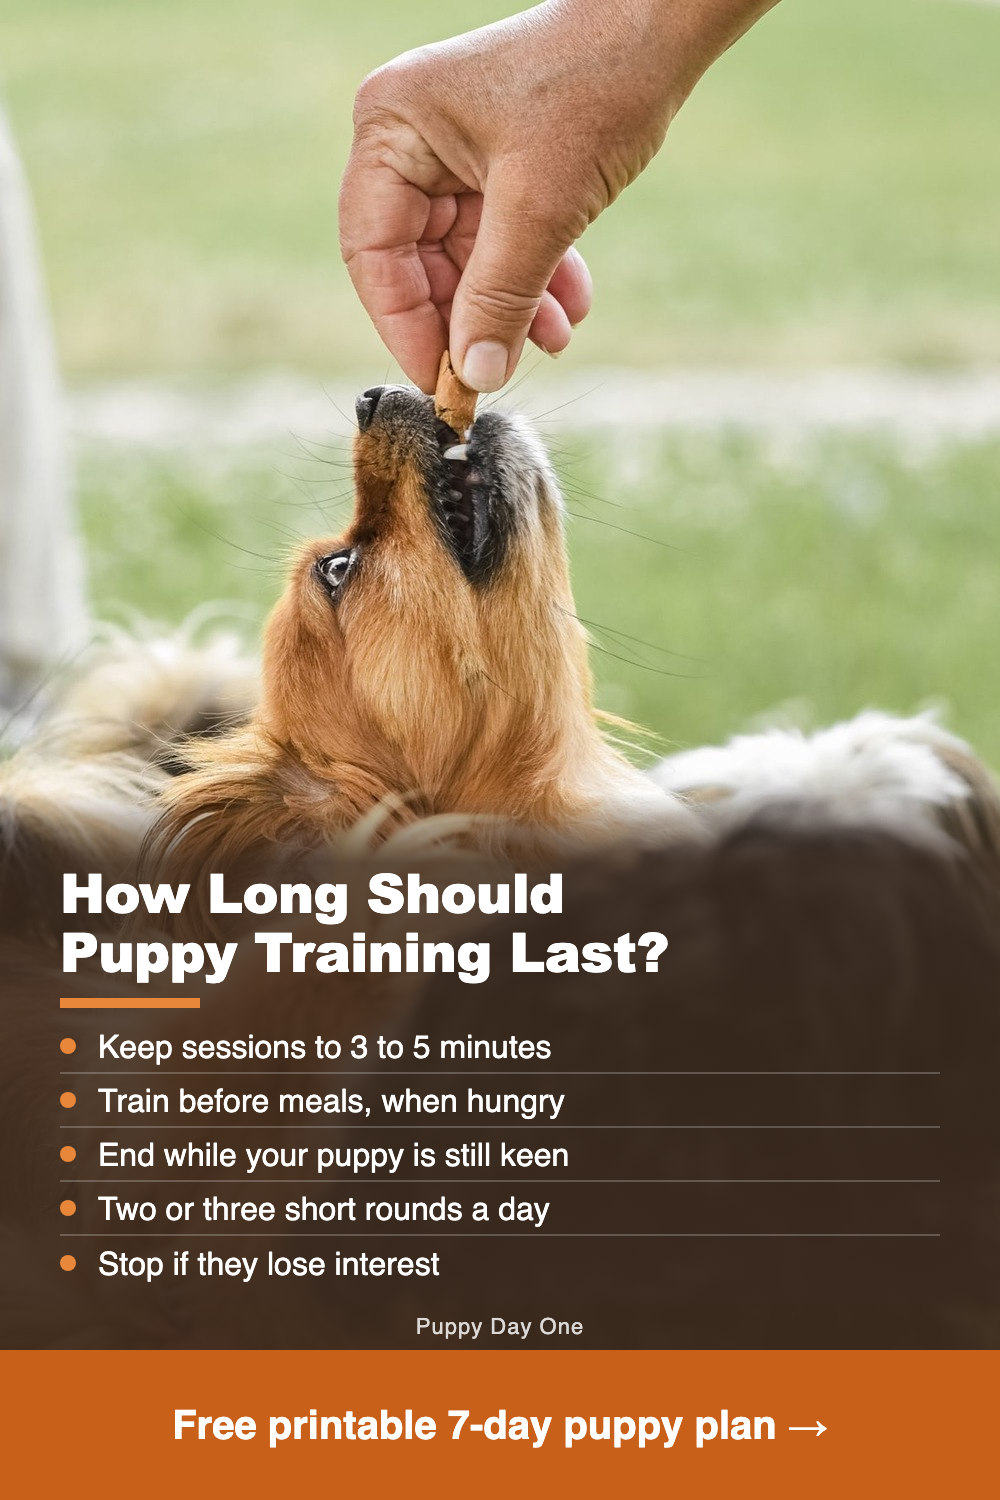 How Long Should
Puppy Training Last?
Keep sessions to 3 to 5 minutes
Train before meals, when hungry
End while your puppy is still keen
Two or three short rounds a day
Stop if they lose interest
Puppy Day One
Free printable 7-day puppy plan →